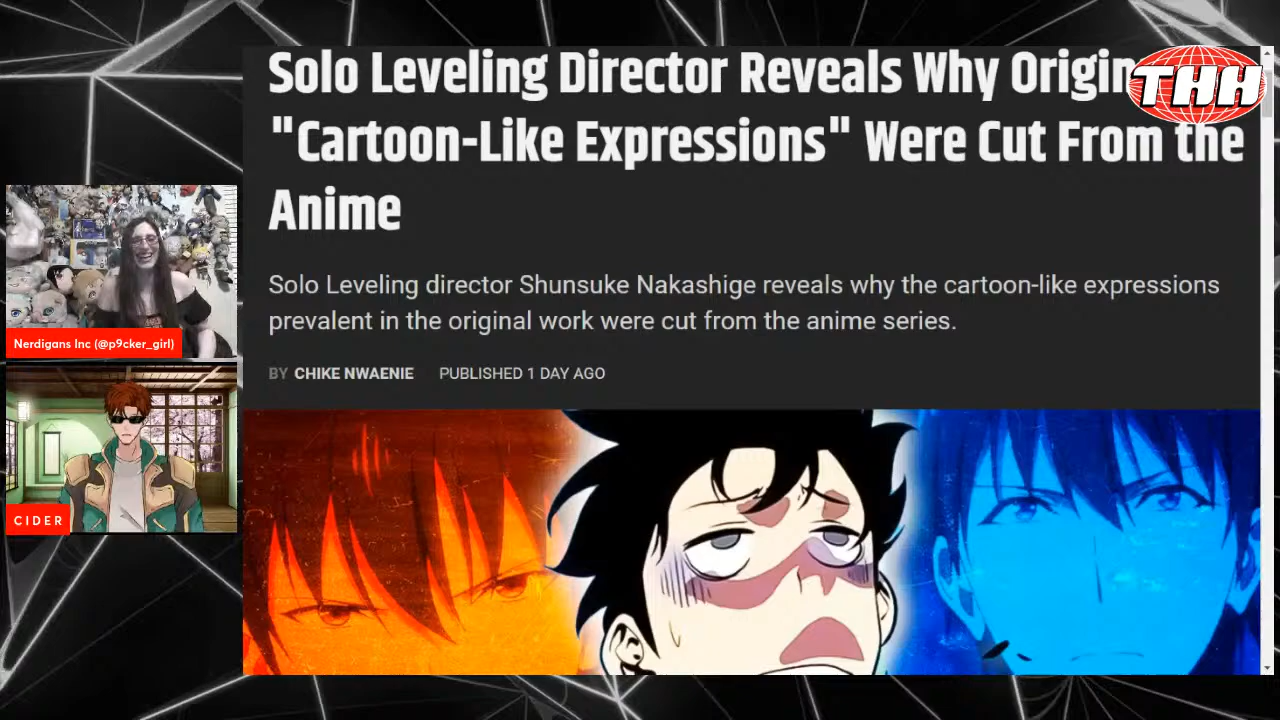 Solo Leveling Director Reveals Why Origin
"Cartoon-Like Expressions" Were Cut From the
Anime
THH
Solo Leveling director Shunsuke Nakashige reveals why the cartoon-like expressions
prevalent in the original work were cut from the anime series.
BY CHIKE NWAENIE PUBLISHED 1 DAY AGO
Nerdigans Inc (@p9cker_girl)
CIDER